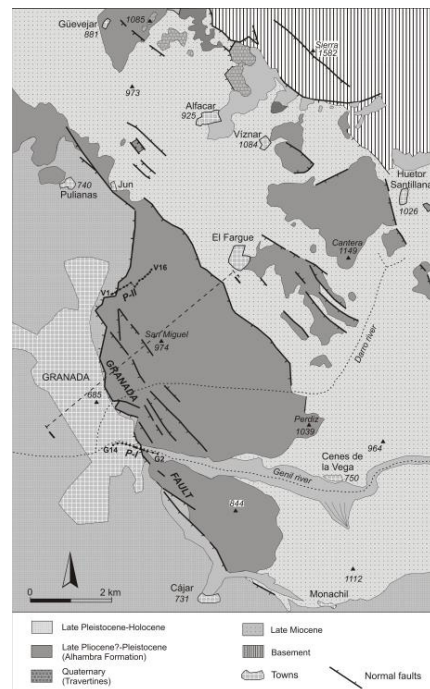 Güevejar
881
1085
Sierra
1582
973
Alfacar
925
Víznar
1084
Huetor
Santillana
1026
740
Pulianas
Jun
El Fargue
Cantera
1149
V16
V1
P-II
I
San Miguel
974
Darro river
GRANADA
685
GRANADA
Perdiz
1039
I
964
Cenes de
la Vega
750
G14
P-I
G2
Genil river
FAULT
644
Cájar
731
Monachil
1112
0 2 km
Late Pleistocene-Holocene
Late Miocene
Late Pliocene?-Pleistocene
(Alhambra Formation)
Basement
Quaternary
(Travertines)
Towns
Normal faults